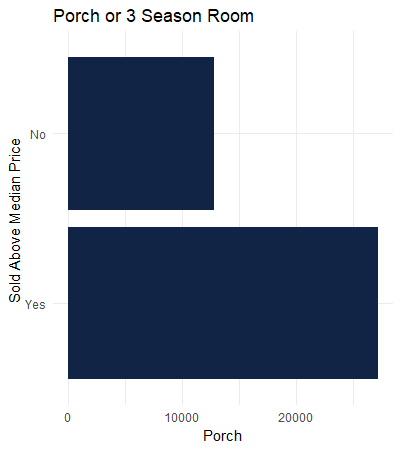 Porch or 3 Season Room
Sold Above Median Price
No
Yes
0
10000
20000
Porch